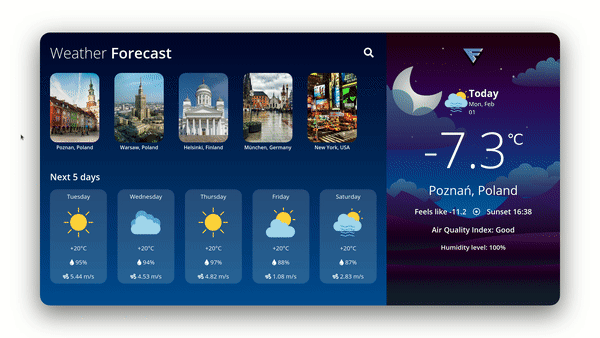 Weather Forecast
Poznan, Poland
Warsaw, Poland
Helsinki, Finland
München, Germany
New York, USA
Next 5 days
Tuesday
+20°C
95%
5.44 m/s
Wednesday
+20°C
94%
4.53 m/s
Thursday
+20°C
97%
4.82 m/s
Friday
+20°C
88%
1.08 m/s
Saturday
+20°C
87%
2.83 m/s
Today
Mon, Feb
01
-7.3°C
Poznań, Poland
Feels like -11.2 Sunset 16:38
Air Quality Index: Good
Humidity level: 100%